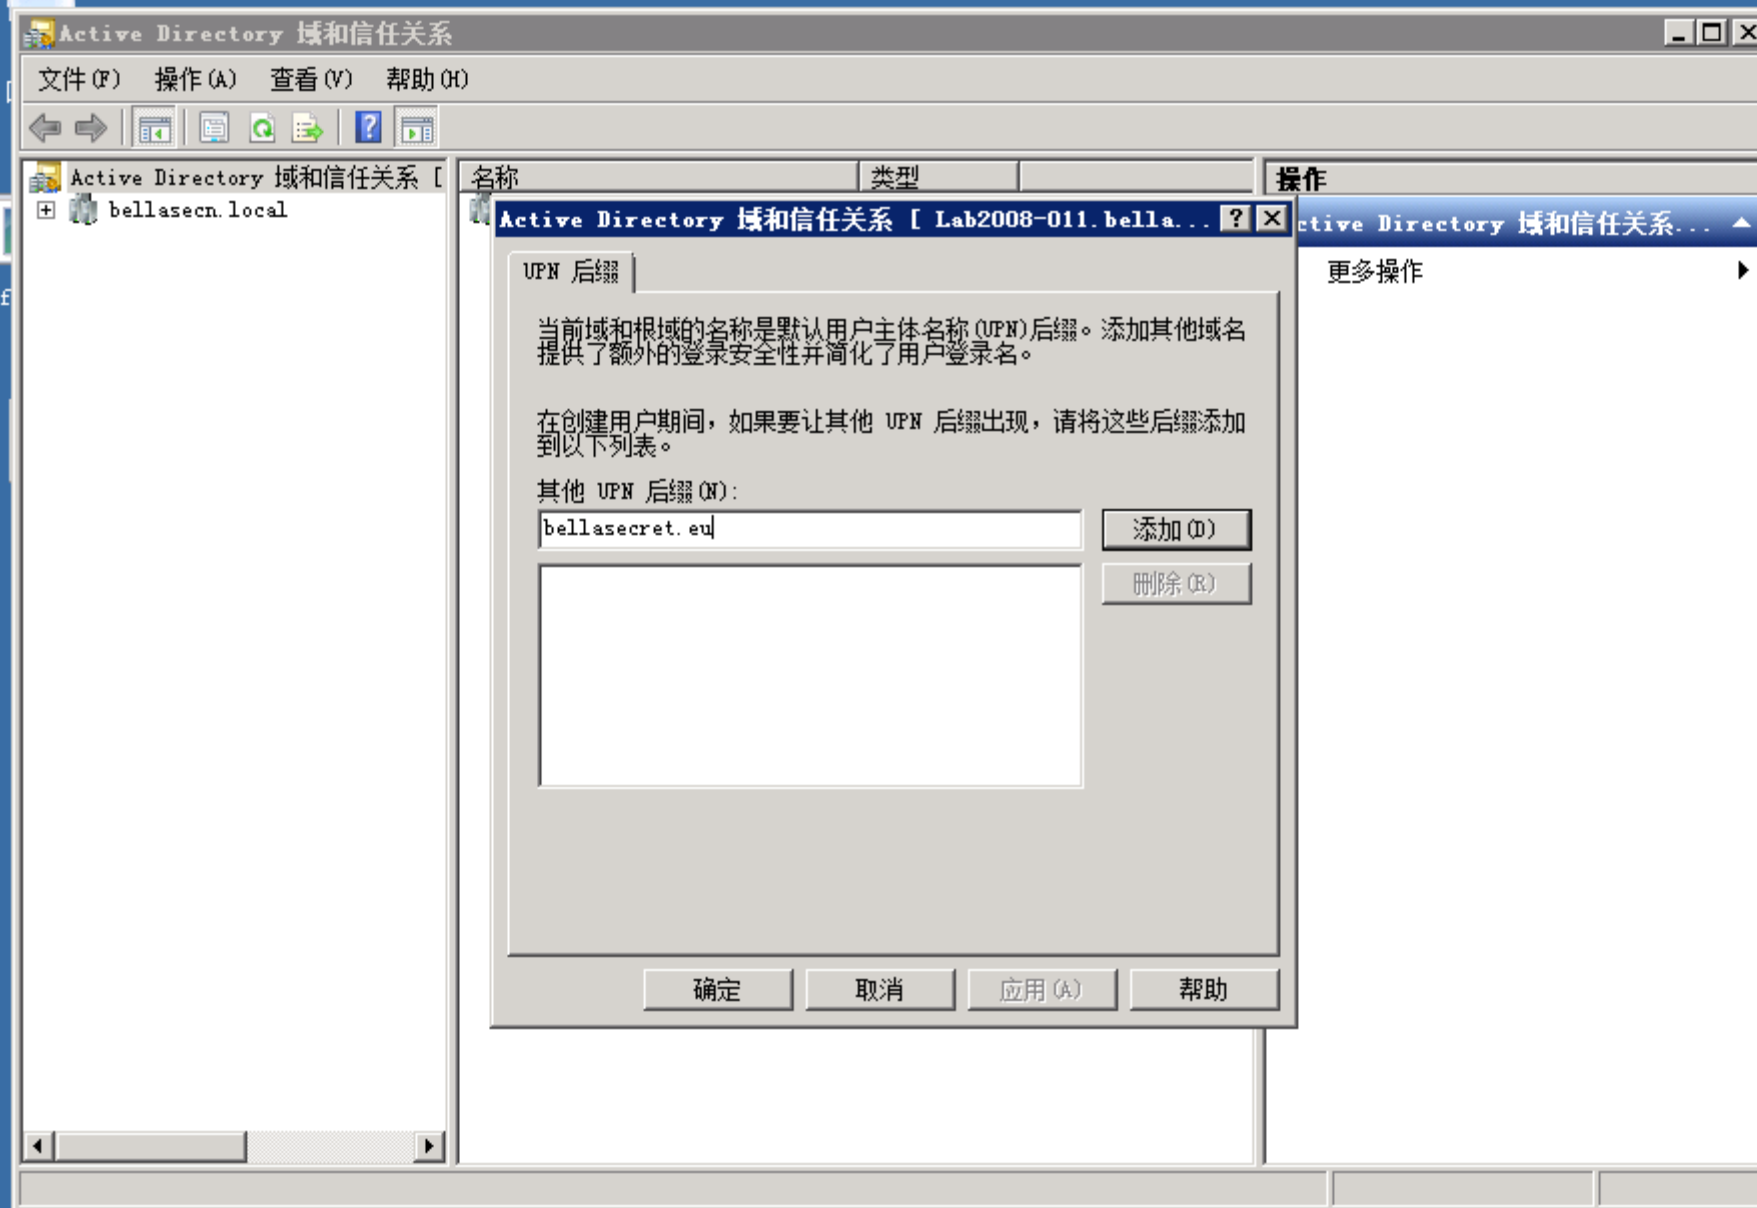 Active Directory 域和信任关系
文件(F) 操作(A) 查看(V) 帮助(H)
Active Directory 域和信任关系 [
bellasecn.local
名称 类型
操作
ctive Directory 域和信任关系...
更多操作
Active Directory 域和信任关系 [ Lab2008-011.bella...
UPN 后缀
当前域和根域的名称是默认用户主体名称(UPN)后缀。添加其他域名
提供了额外的登录安全性并简化了用户登录名。
在创建用户期间，如果要让其他 UPN 后缀出现，请将这些后缀添加
到以下列表。
其他 UPN 后缀(N):
bellasecret.eu
添加(D)
删除(R)
确定 取消 应用(A) 帮助